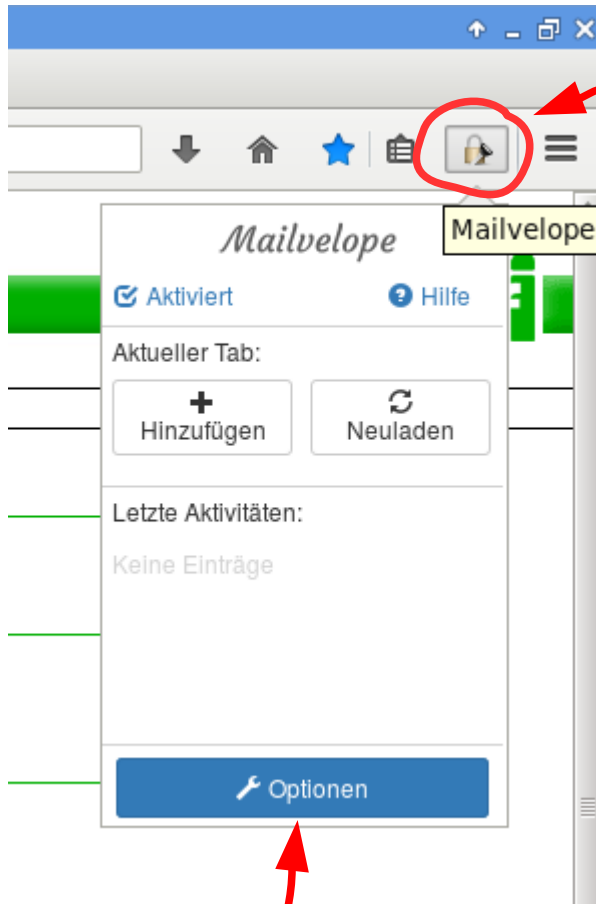 Mailvelope
Mailvelope
Aktiviert
Hilfe
Aktueller Tab:
Hinzufügen
Neuladen
Letzte Aktivitäten:
Keine Einträge
Optionen